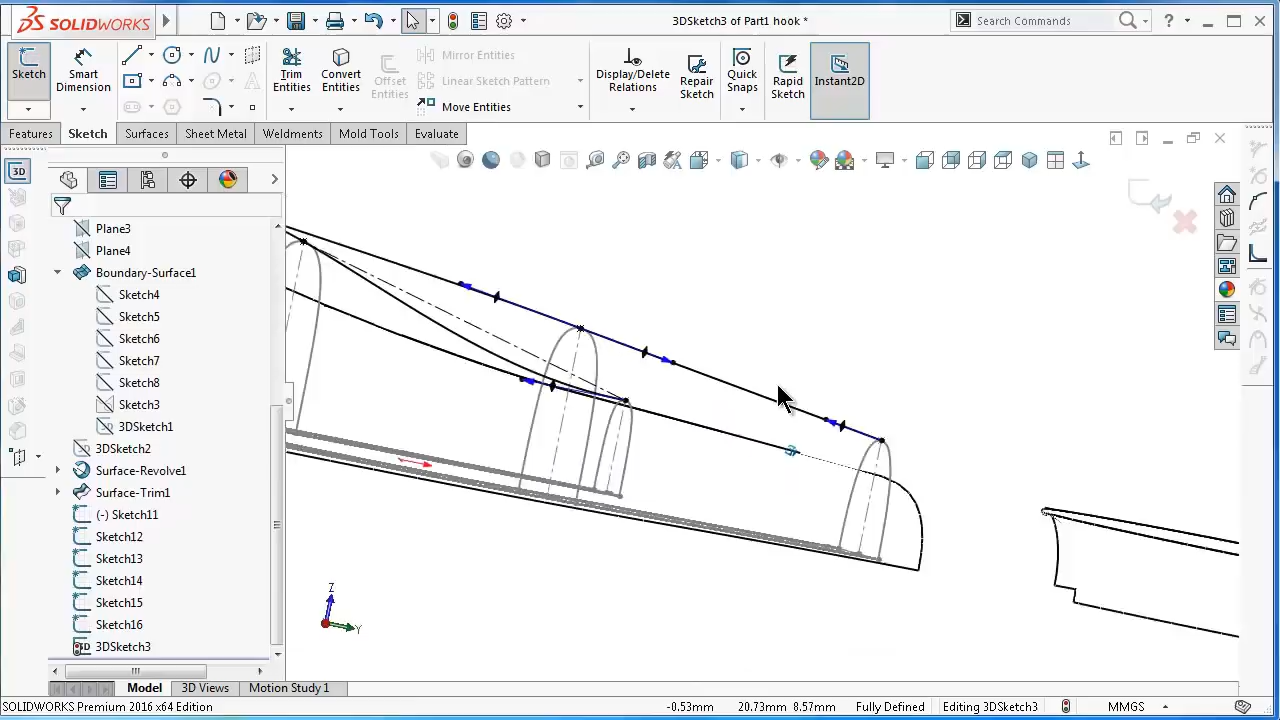 SOLIDWORKS
3DSketch3 of Part1 hook *
Search Commands
Sketch
Smart Dimension
Trim Entities
Convert Entities
Offset Entities
Mirror Entities
Linear Sketch Pattern
Move Entities
Display/Delete Relations
Repair Sketch
Quick Snaps
Rapid Sketch
Instant2D
Features
Sketch
Surfaces
Sheet Metal
Weldments
Mold Tools
Evaluate
3D
Plane3
Plane4
Boundary-Surface1
Sketch4
Sketch5
Sketch6
Sketch7
Sketch8
Sketch3
3DSketch1
3DSketch2
Surface-Revolve1
Surface-Trim1
(-) Sketch11
Sketch12
Sketch13
Sketch14
Sketch15
Sketch16
3D 3DSketch3
Z
Y
Model
3D Views
Motion Study 1
SOLIDWORKS Premium 2016 x64 Edition
-0.53mm
20.73mm 8.57mm
Fully Defined
Editing 3DSketch3
MMGS